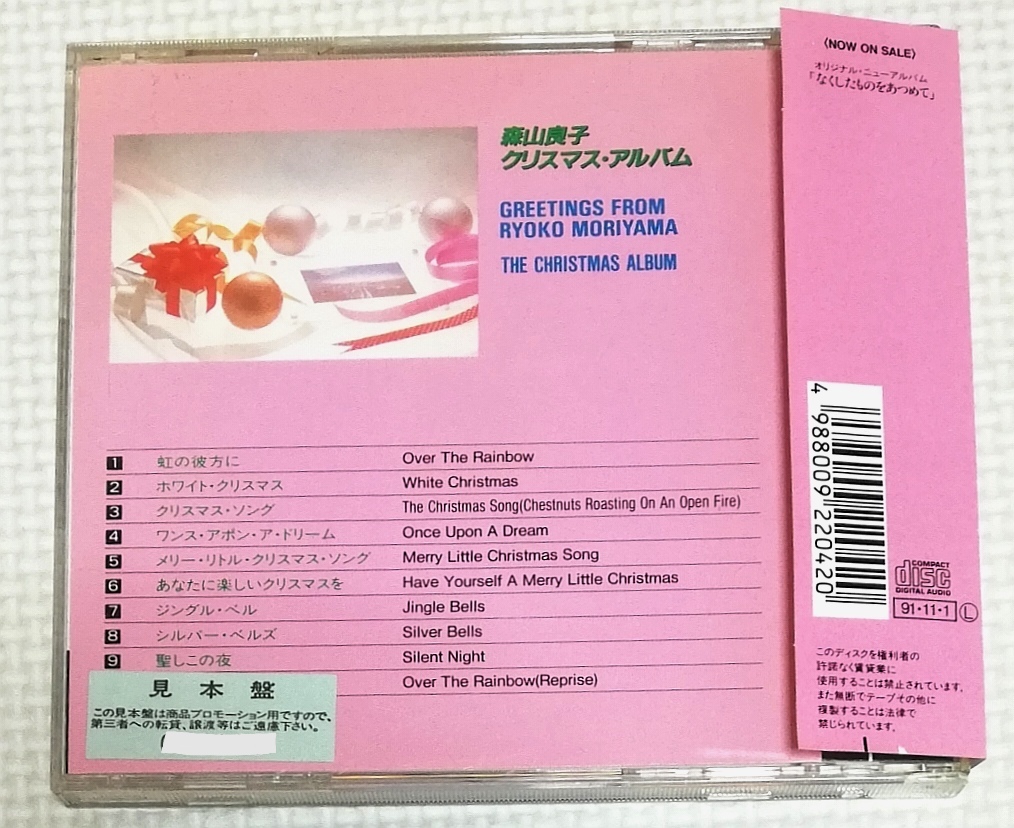 森山良子
クリスマス・アルバム
GREETINGS FROM
RYOKO MORIYAMA
THE CHRISTMAS ALBUM
1 虹の彼方に Over The Rainbow
2 ホワイト・クリスマス White Christmas
3 クリスマス・ソング The Christmas Song(Chestnuts Roasting On An Open Fire)
4 ワンス・アポン・ア・ドリーム Once Upon A Dream
5 メリー・リトル・クリスマス・ソング Merry Little Christmas Song
6 あなたに楽しいクリスマスを Have Yourself A Merry Little Christmas
7 ジングル・ベル Jingle Bells
8 シルバー・ベルズ Silver Bells
9 聖しこの夜 Silent Night
Over The Rainbow(Reprise)
見本盤
この見本盤は商品プロモーション用ですので、
第三者への転貸、譲渡等はご遠慮下さい。
〈NOW ON SALE〉
オリジナル・ニューアルバム
「なくしたものをあつめて」
4 988009 220420
COMPACT
disc
DIGITAL AUDIO
91・11・1 Ⓛ
このディスクを権利者の
許諾なく賃貸業に
使用することは禁止されています。
また無断でテープその他に
複製することは法律で
禁じられています。